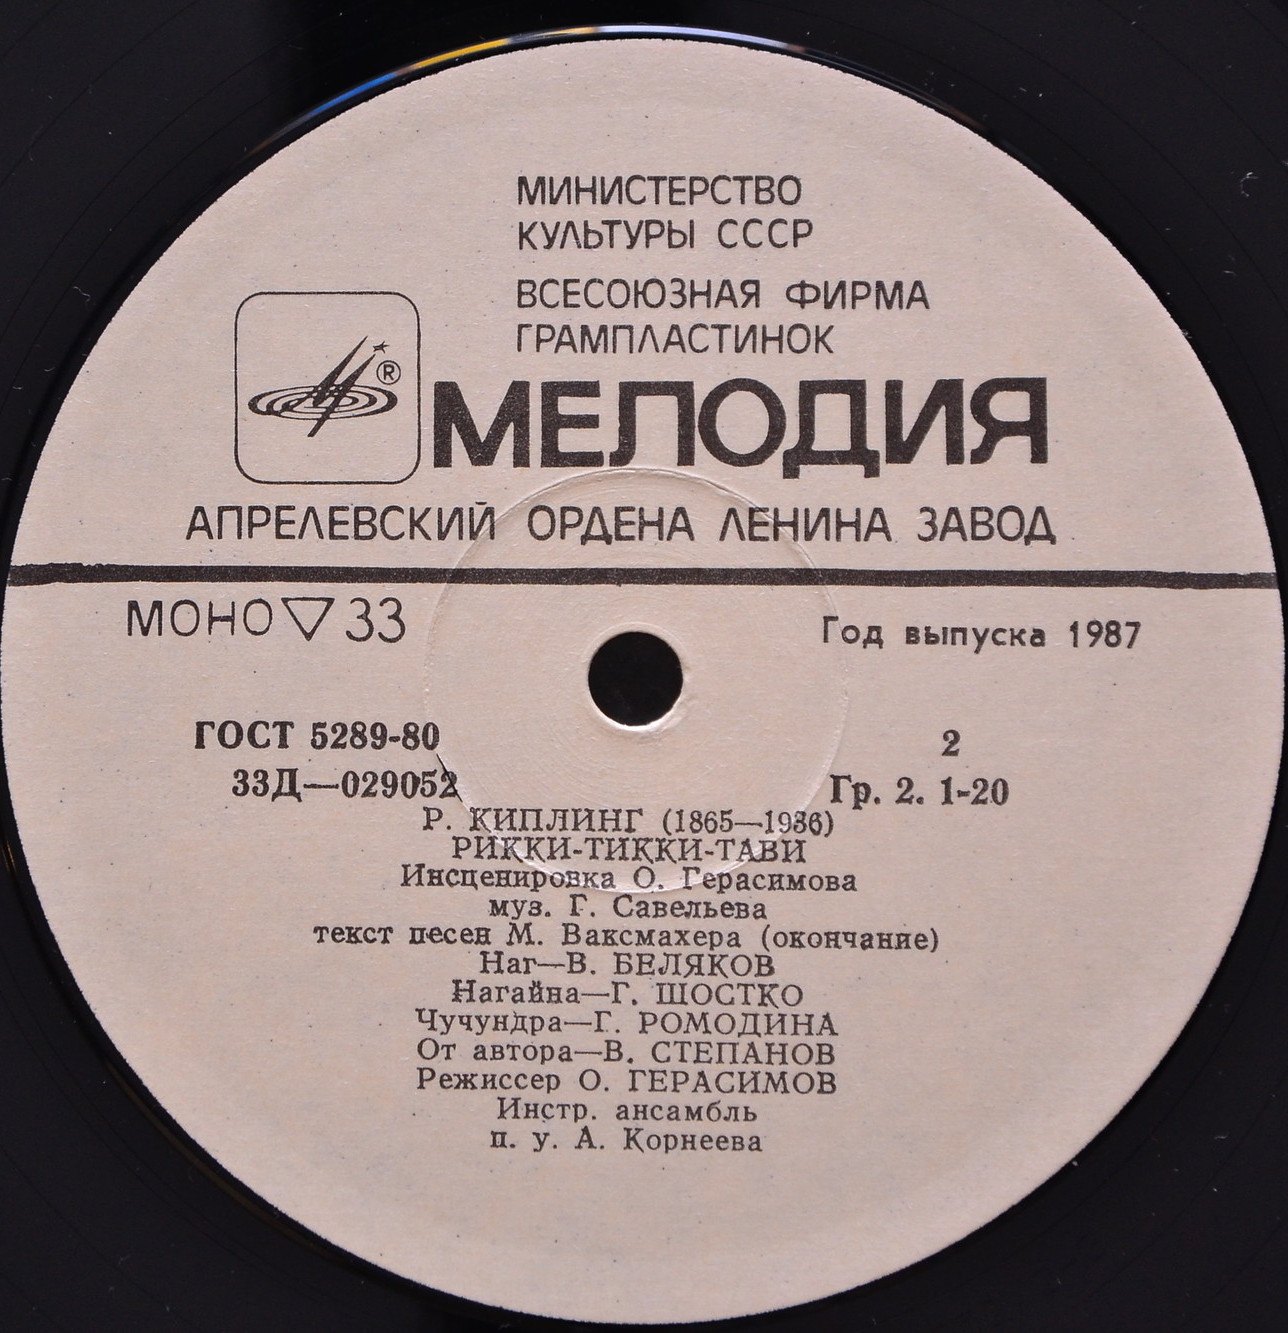 МИНИСТЕРСТВО
КУЛЬТУРЫ СССР
ВСЕСОЮЗНАЯ ФИРМА
ГРАМПЛАСТИНОК
®
МЕЛОДИЯ
АПРЕЛЕВСКИЙ ОРДЕНА ЛЕНИНА ЗАВОД
МОНО ▽ 33
Год выпуска 1987
ГОСТ 5289-80
2
33Д—029052
Гр. 2. 1-20
Р. КИПЛИНГ (1865—1936)
РИККИ-ТИККИ-ТАВИ
Инсценировка О. Герасимова
муз. Г. Савельева
текст песен М. Ваксмахера (окончание)
Наг—В. БЕЛЯКОВ
Нагайна—Г. ШОСТКО
Чучундра—Г. РОМОДИНА
От автора—В. СТЕПАНОВ
Режиссер О. ГЕРАСИМОВ
Инстр. ансамбль
п. у. А. Корнеева